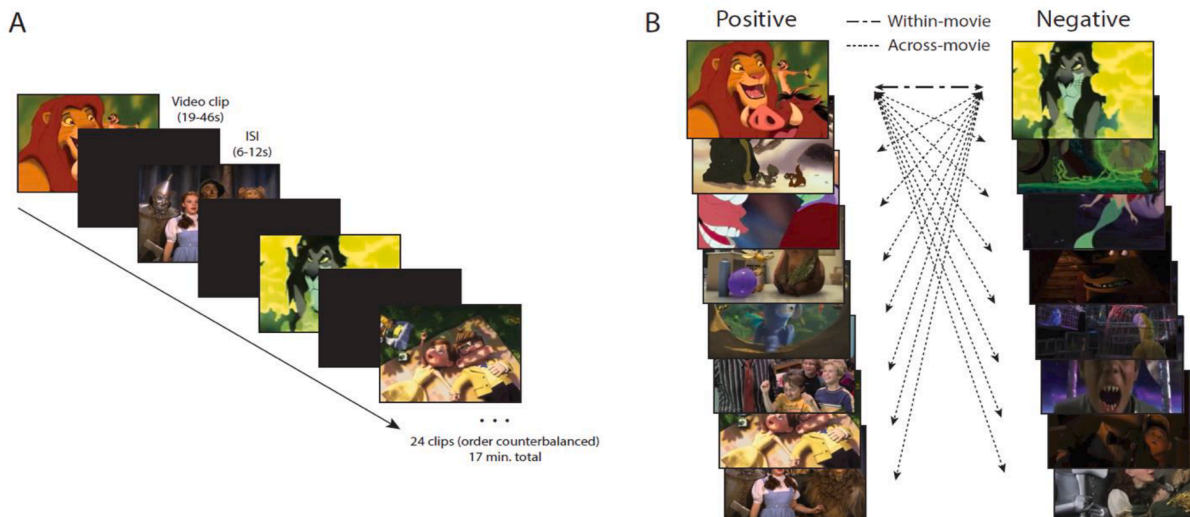 A
Video clip
(19-46s)
ISI
(6-12s)
• • •
24 clips (order counterbalanced)
17 min. total
B
Positive
Within-movie
Across-movie
Negative